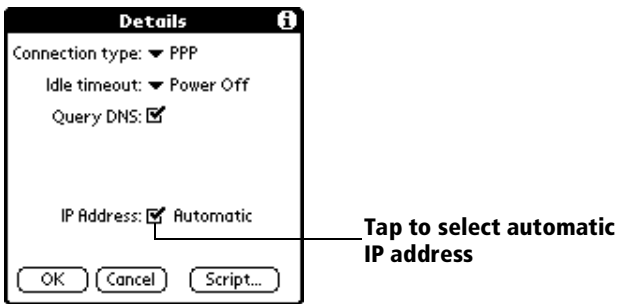 Details
Connection type: PPP
Idle timeout: Power Off
Query DNS:
IP Address: Automatic
Tap to select automatic
IP address
OK Cancel Script...